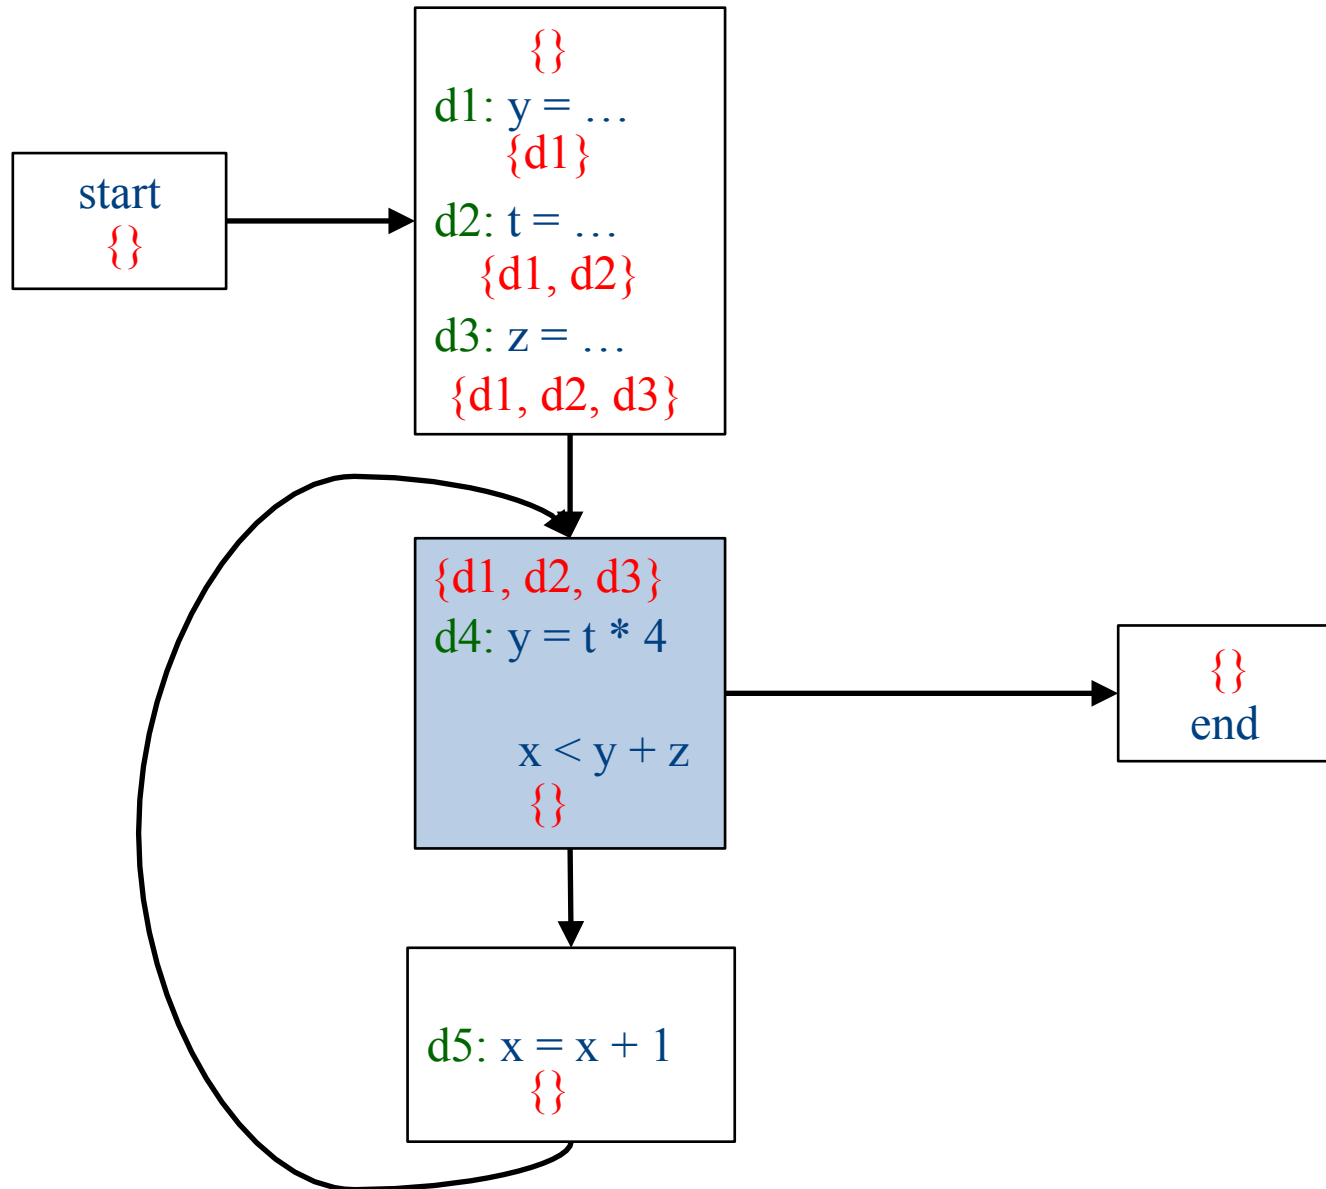 start
{}
{}
d1: y = …
{d1}
d2: t = …
{d1, d2}
d3: z = …
{d1, d2, d3}
{d1, d2, d3}
d4: y = t * 4
x < y + z
{}
{}
end
d5: x = x + 1
{}